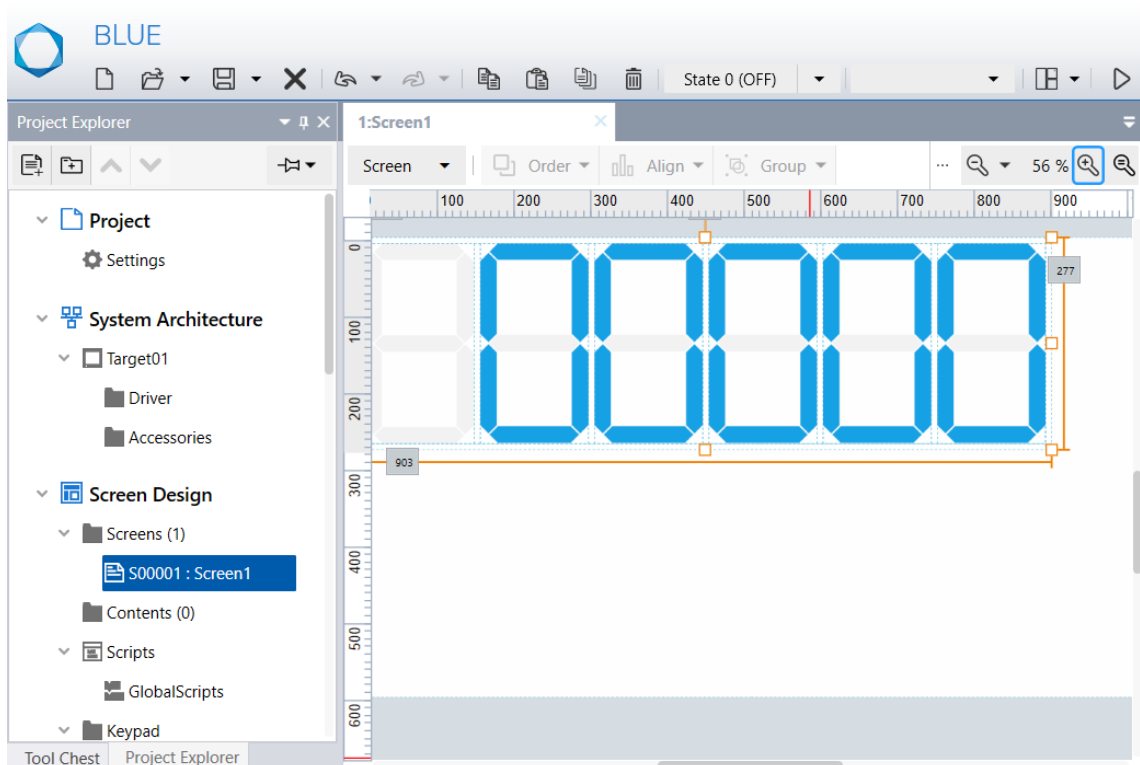 BLUE
State 0 (OFF)
Project Explorer
1:Screen1
Screen
Order
Align
Group
... 56 %
100 200 300 400 500 600 700 800 900
Project
Settings
System Architecture
Target01
Driver
Accessories
Screen Design
Screens (1)
S00001 : Screen1
Contents (0)
Scripts
GlobalScripts
Keypad
Tool Chest
Project Explorer
0
100
200
300
400
500
600
0000
277
903